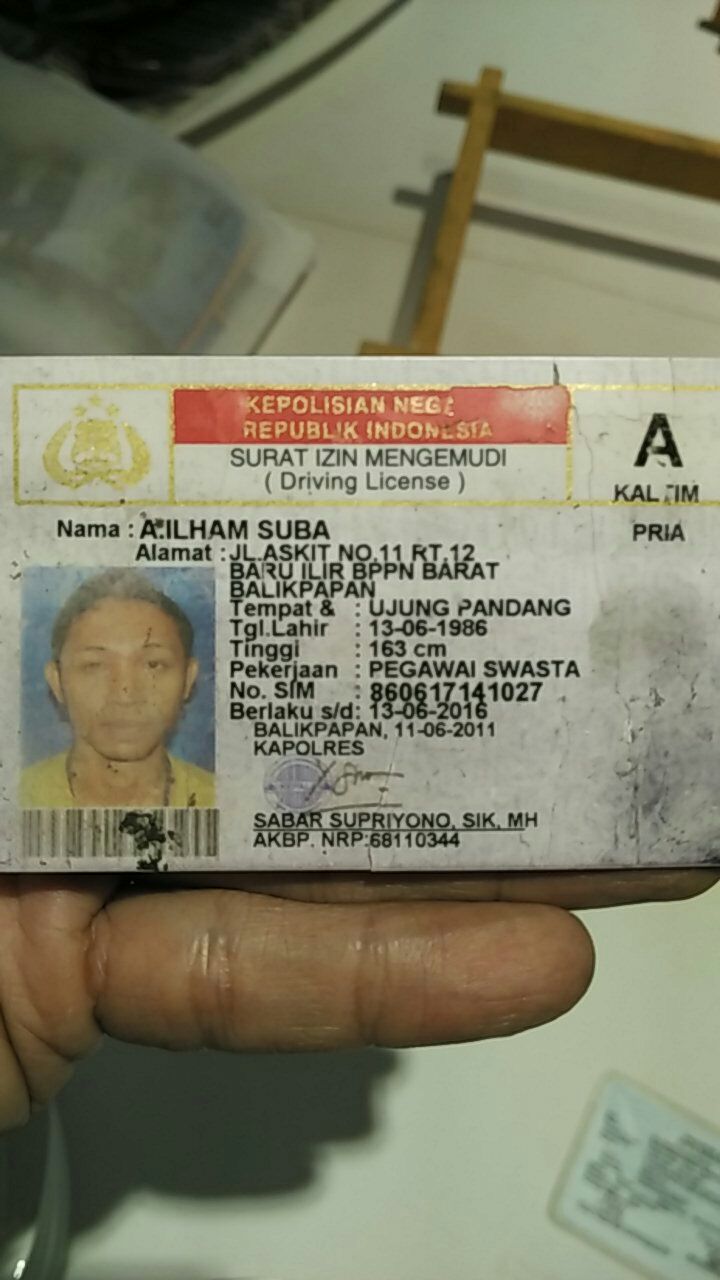 KEPOLISIAN NEGA
REPUBLIK INDONESIA
SURAT IZIN MENGEMUDI
( Driving License )
A
KALTIM
PRIA
Nama : A.ILHAM SUBA
Alamat : JL.ASKIT NO.11 RT.12
BARU ILIR BPPN BARAT
BALIKPAPAN
Tempat & : UJUNG PANDANG
Tgl.Lahir : 13-06-1986
Tinggi : 163 cm
Pekerjaan : PEGAWAI SWASTA
No. SIM : 860617141027
Berlaku s/d: 13-06-2016
BALIKPAPAN, 11-06-2011
KAPOLRES
SABAR SUPRIYONO, SIK, MH
AKBP. NRP:68110344